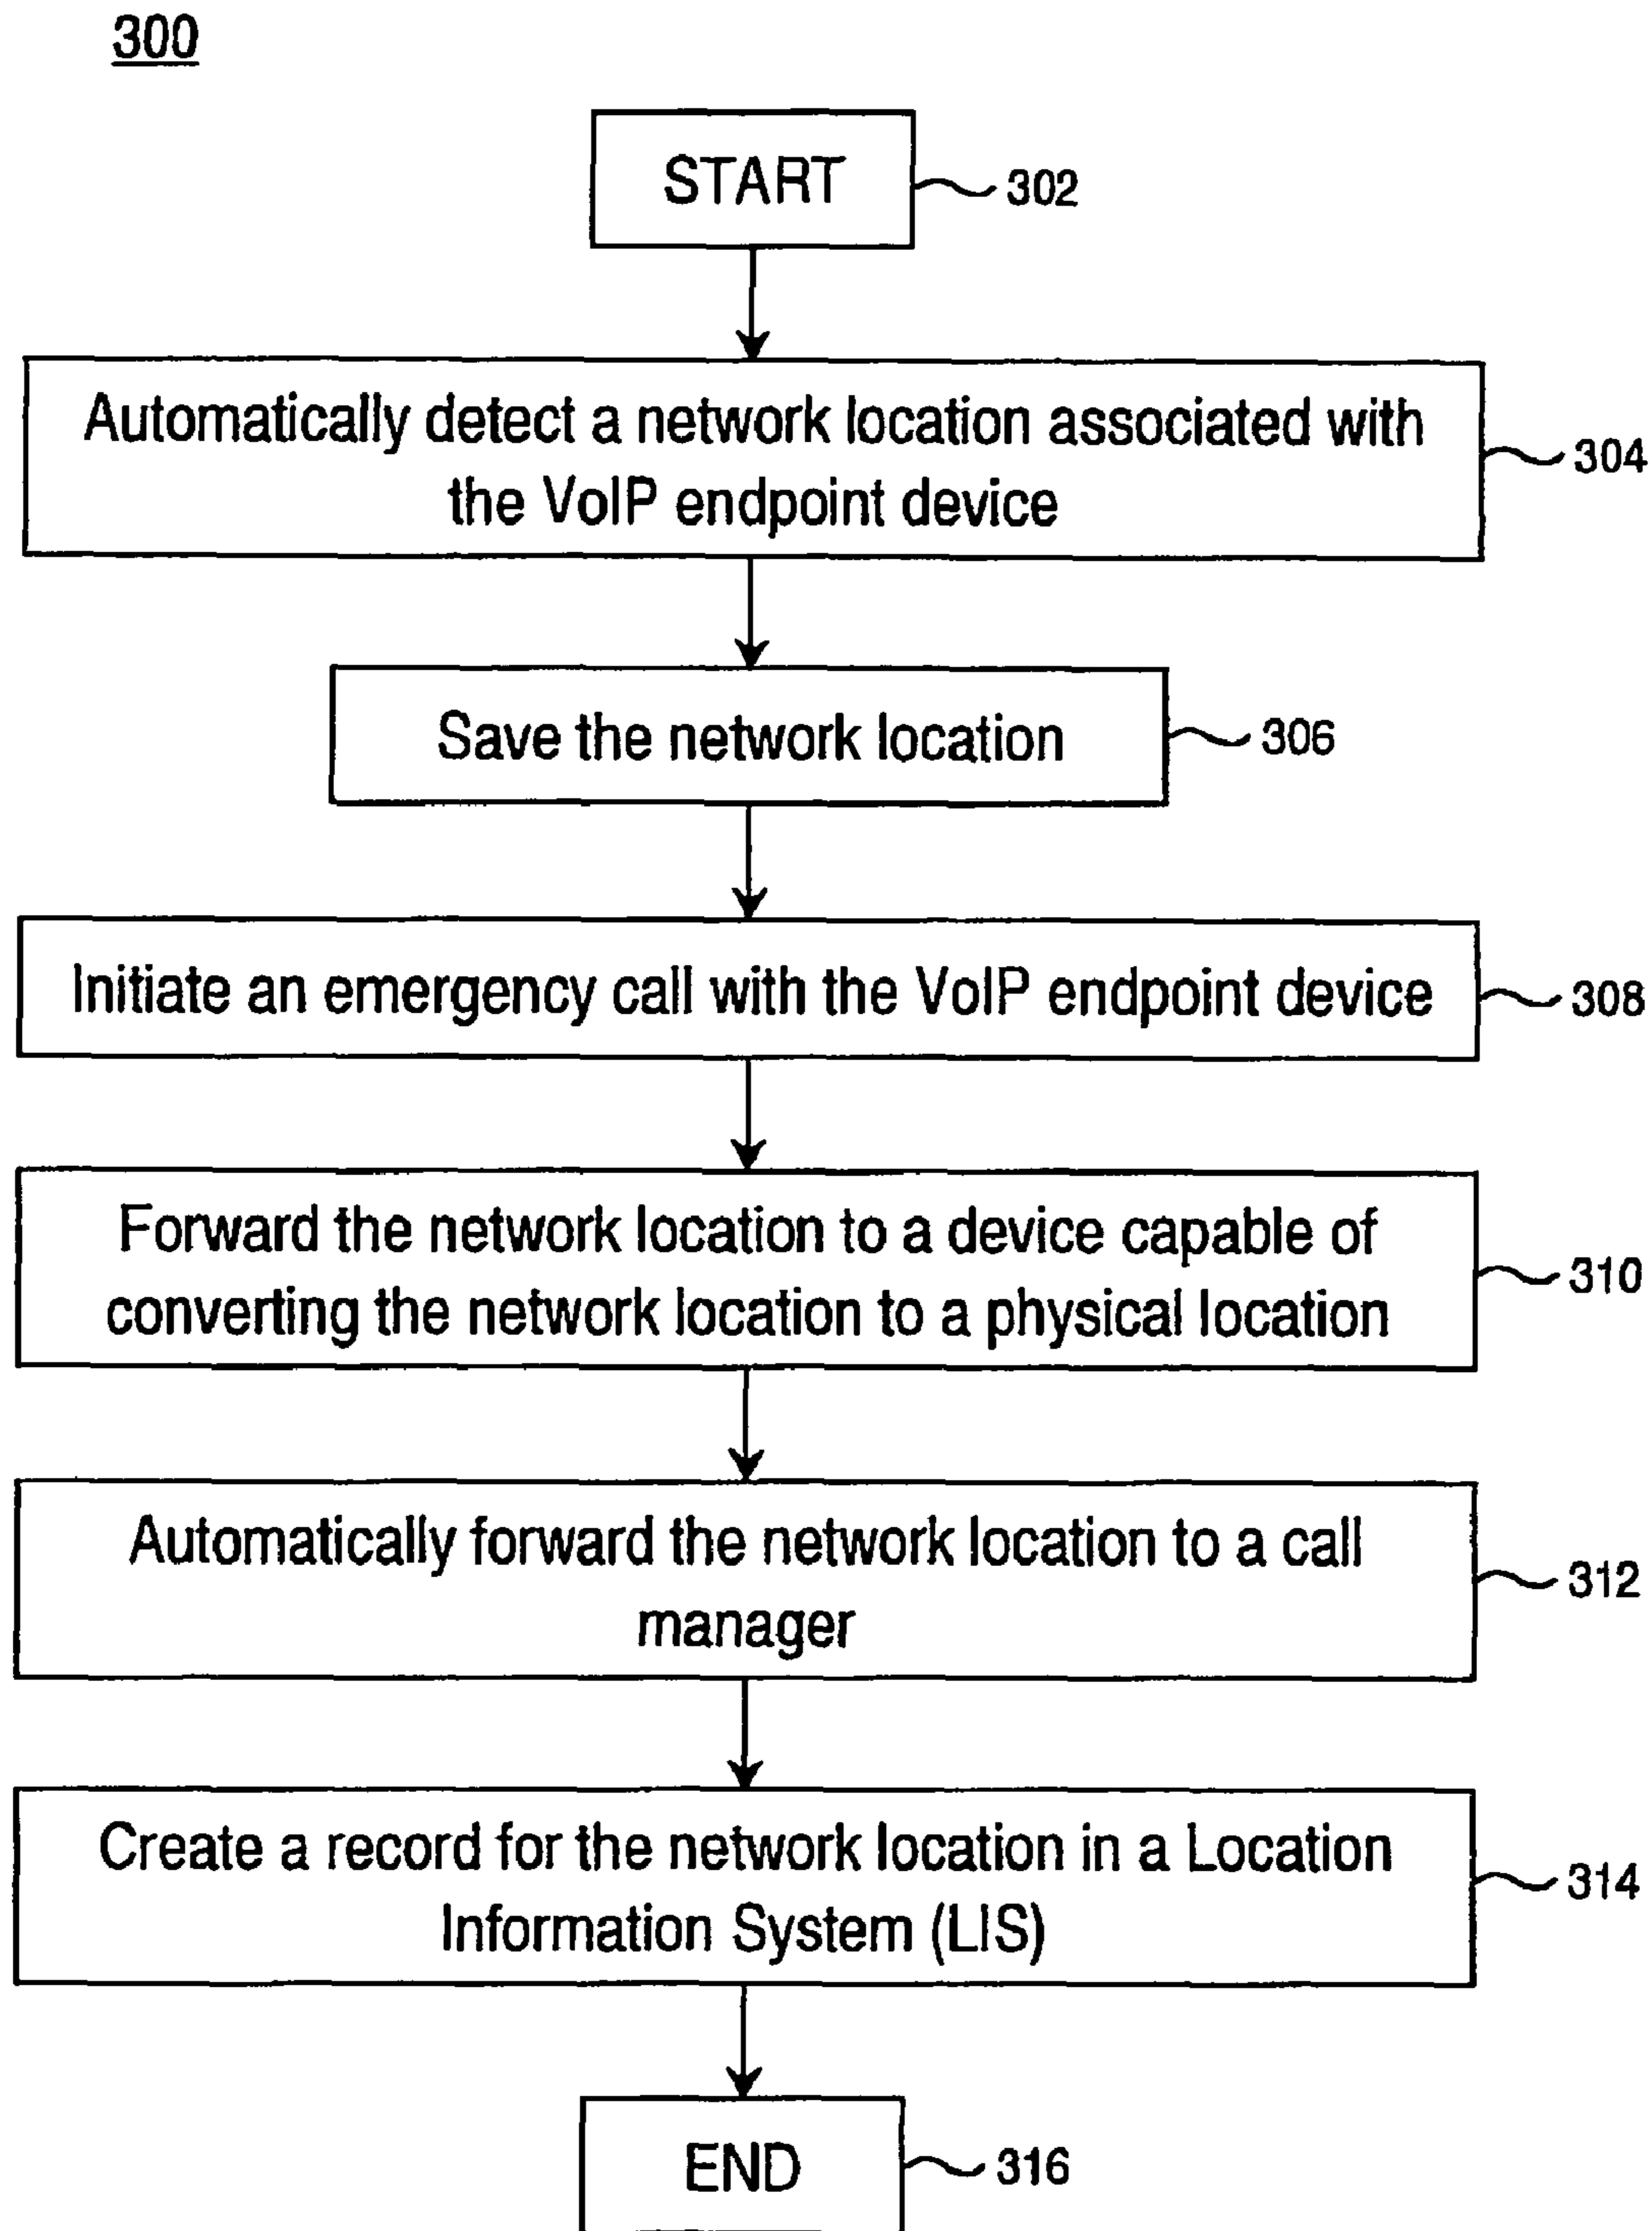 300
START
302
Automatically detect a network location associated with
the VoIP endpoint device
304
Save the network location
306
Initiate an emergency call with the VoIP endpoint device
308
Forward the network location to a device capable of
converting the network location to a physical location
310
Automatically forward the network location to a call
manager
312
Create a record for the network location in a Location
Information System (LIS)
314
END
316